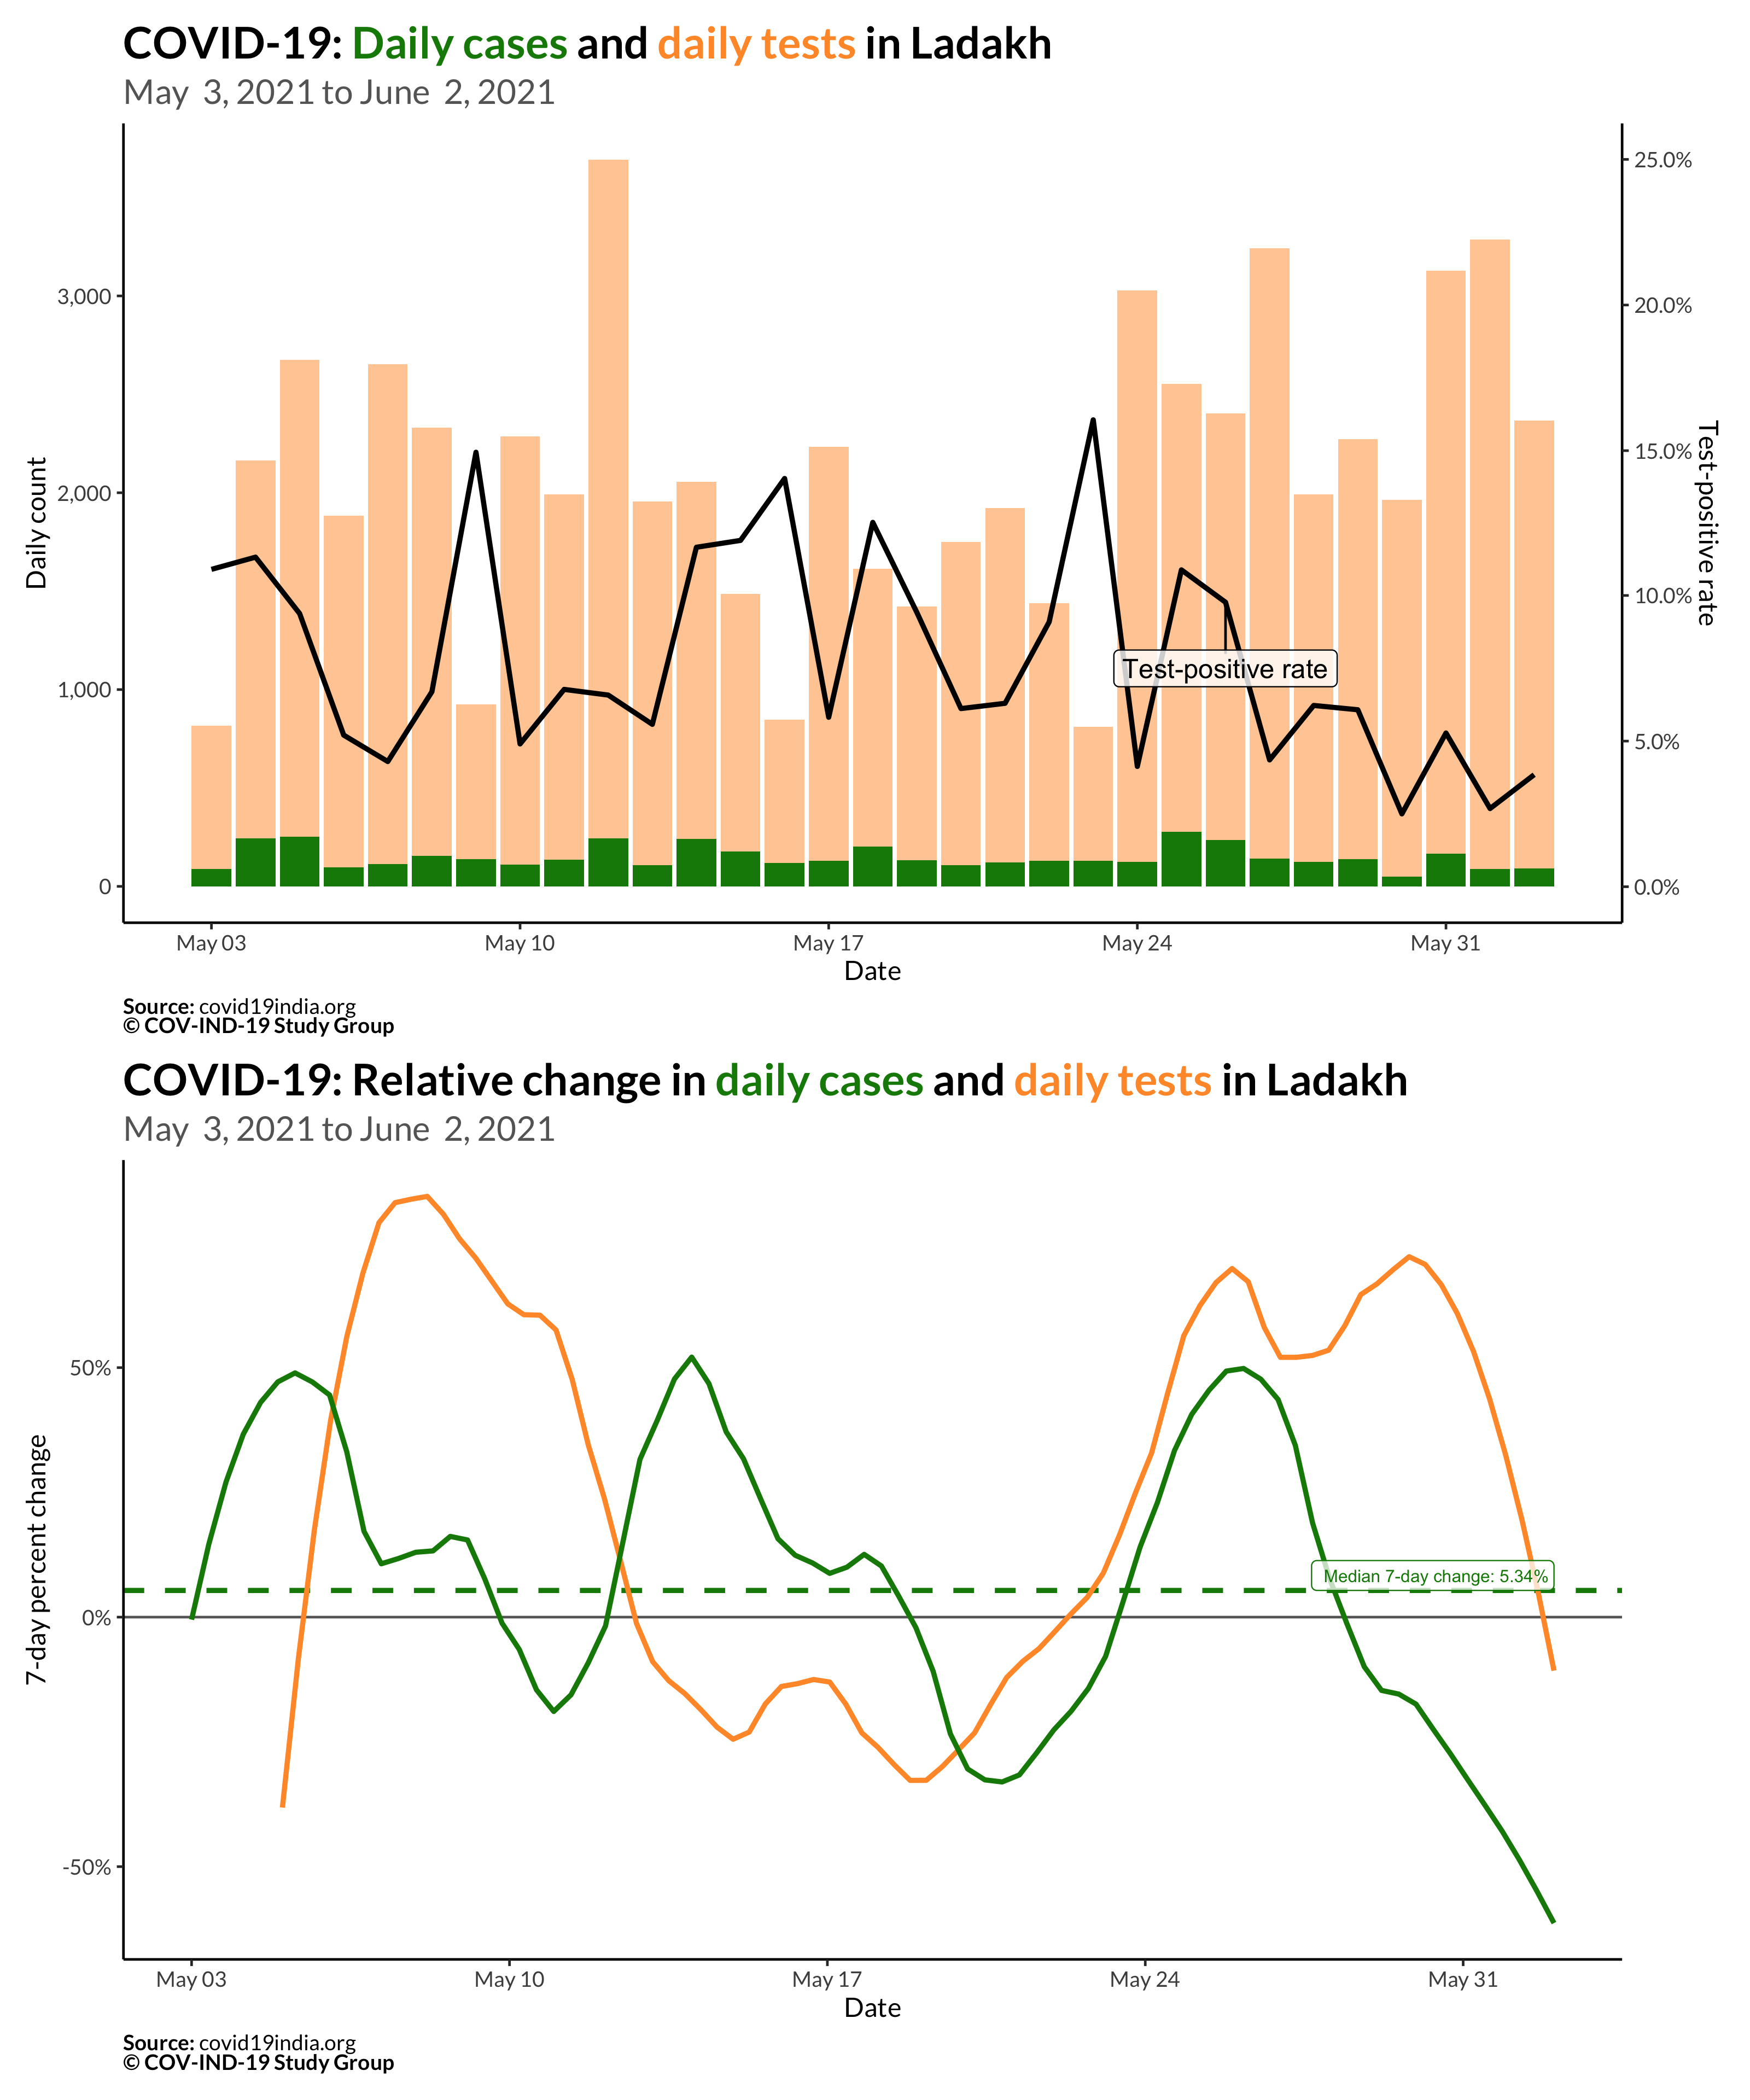 COVID-19: Daily cases and daily tests in Ladakh
May 3, 2021 to June 2, 2021
Daily count
3,000
2,000
1,000
0
25.0%
20.0%
15.0%
10.0%
5.0%
0.0%
Test-positive rate
Test-positive rate
May 03
May 10
May 17
May 24
May 31
Date
Source: covid19india.org
© COV-IND-19 Study Group
COVID-19: Relative change in daily cases and daily tests in Ladakh
May 3, 2021 to June 2, 2021
7-day percent change
50%
0%
-50%
Median 7-day change: 5.34%
May 03
May 10
May 17
May 24
May 31
Date
Source: covid19india.org
© COV-IND-19 Study Group